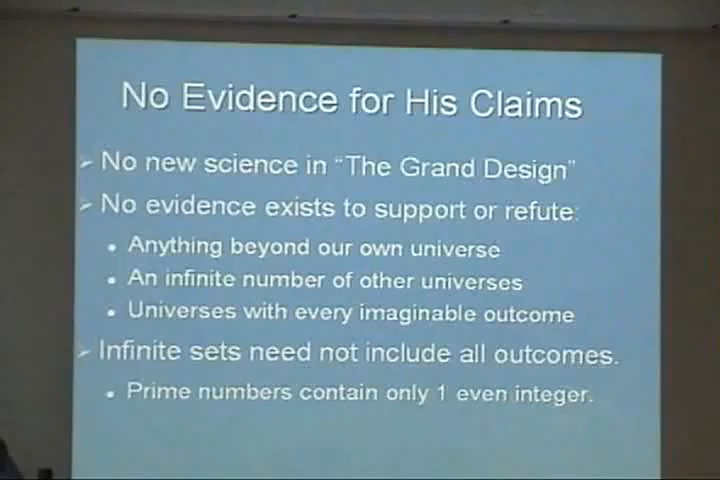 No Evidence for His Claims
➢ No new science in “The Grand Design”
➢ No evidence exists to support or refute:
• Anything beyond our own universe
• An infinite number of other universes
• Universes with every imaginable outcome
➢ Infinite sets need not include all outcomes.
• Prime numbers contain only 1 even integer.